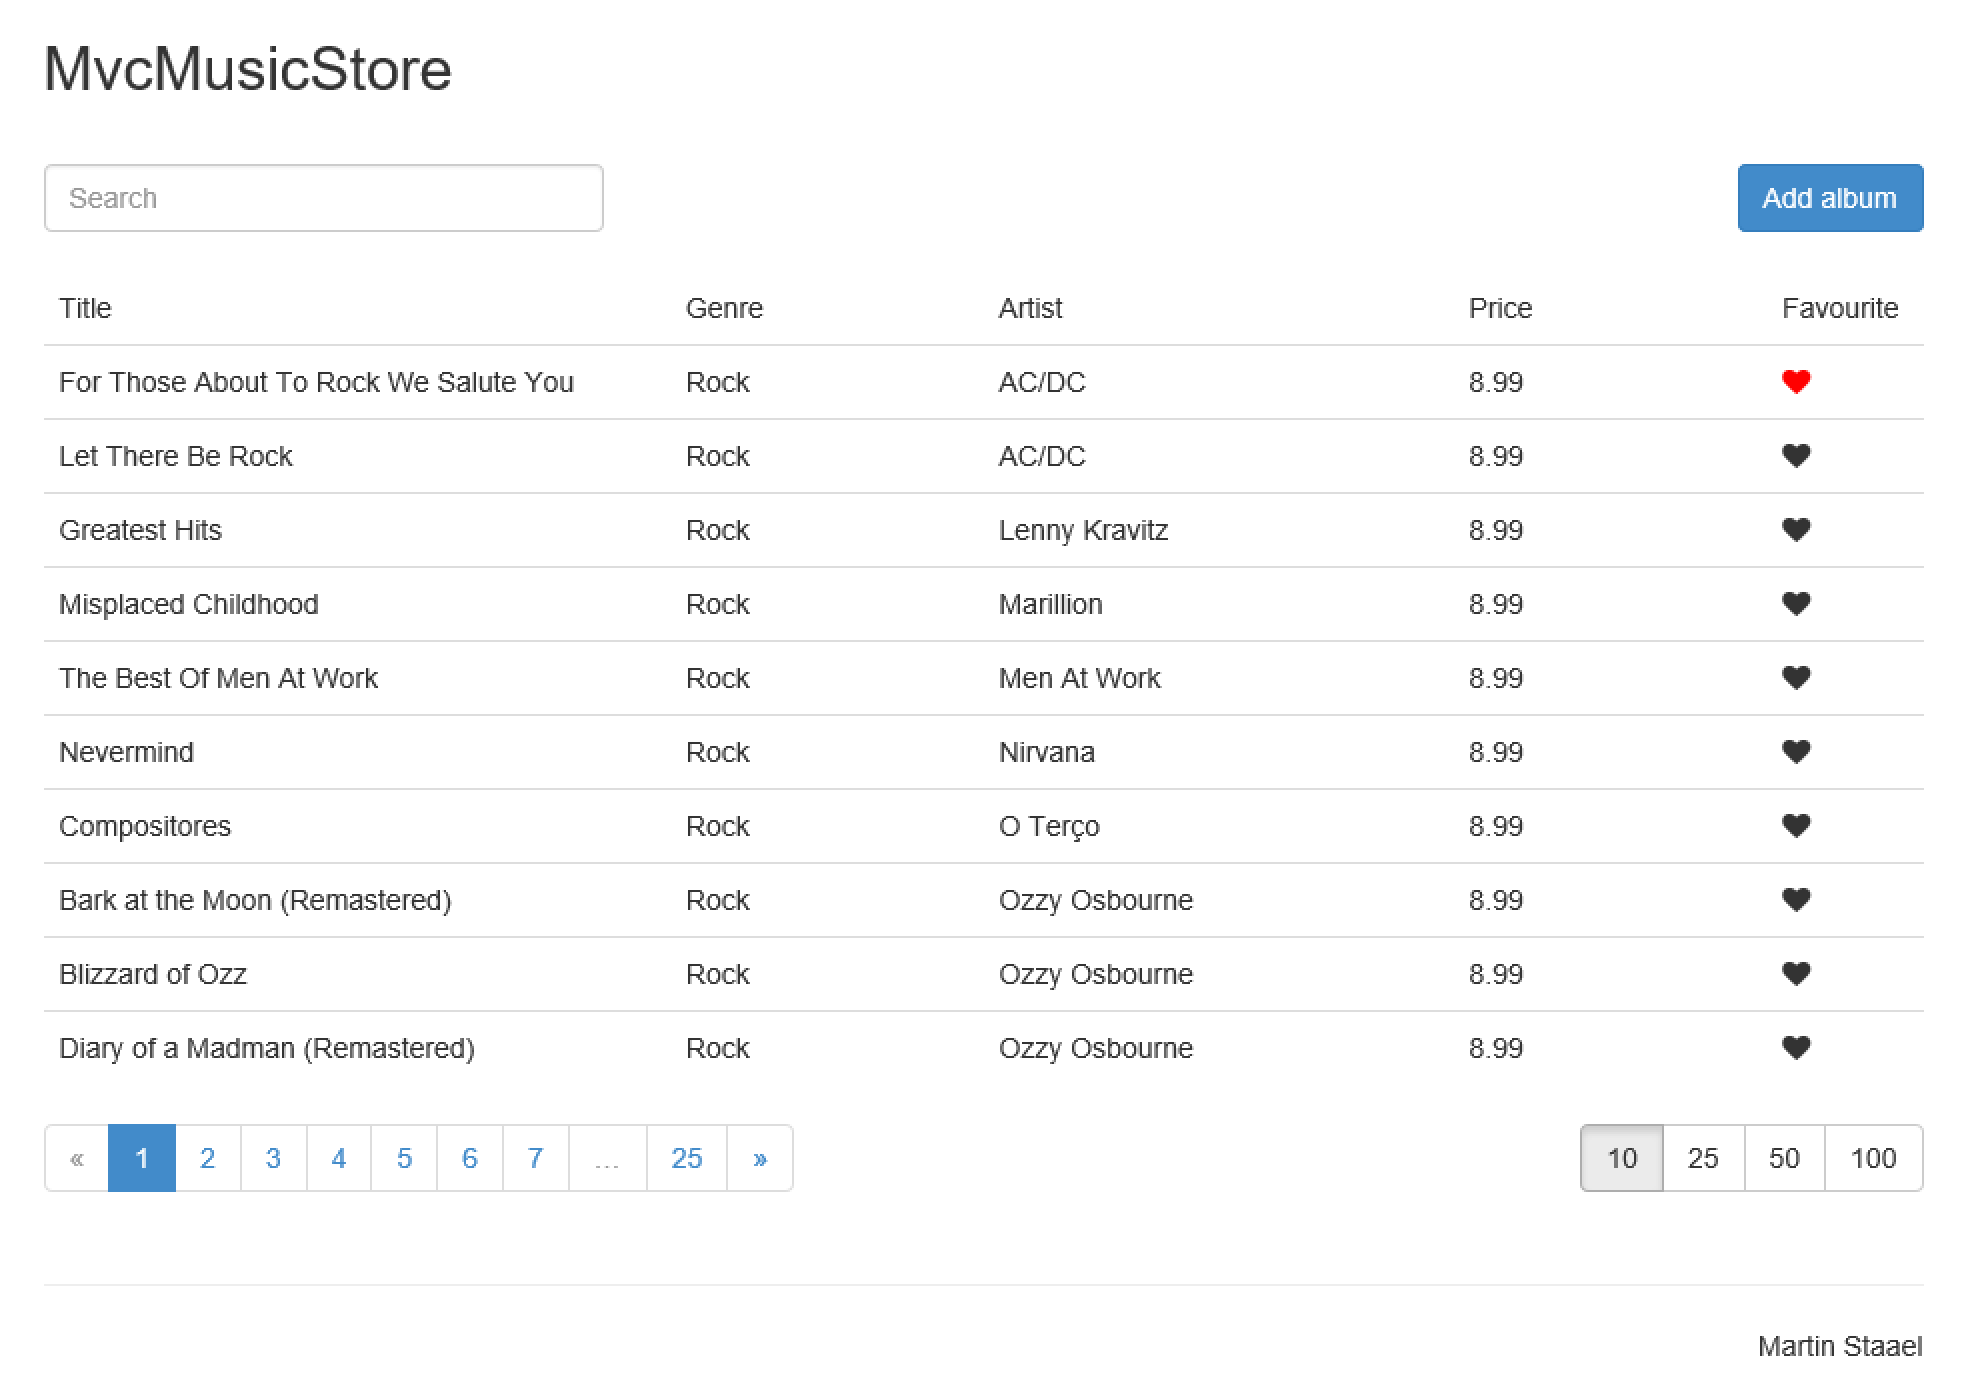 MvcMusicStore
Search
Add album
Title Genre Artist Price Favourite
For Those About To Rock We Salute You Rock AC/DC 8.99
Let There Be Rock Rock AC/DC 8.99
Greatest Hits Rock Lenny Kravitz 8.99
Misplaced Childhood Rock Marillion 8.99
The Best Of Men At Work Rock Men At Work 8.99
Nevermind Rock Nirvana 8.99
Compositores Rock O Terço 8.99
Bark at the Moon (Remastered) Rock Ozzy Osbourne 8.99
Blizzard of Ozz Rock Ozzy Osbourne 8.99
Diary of a Madman (Remastered) Rock Ozzy Osbourne 8.99
« 1 2 3 4 5 6 7 ... 25 »
10 25 50 100
Martin Staael